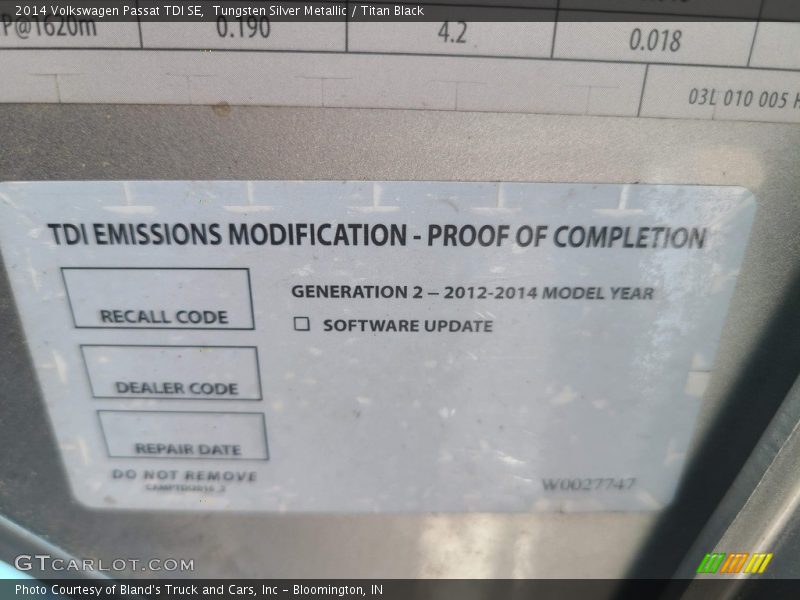 2014 Volkswagen Passat TDI SE,  Tungsten Silver Metallic / Titan Black
P@1620m 0.190 4.2 0.018
03L 010 005
TDI EMISSIONS MODIFICATION - PROOF OF COMPLETION
GENERATION 2 – 2012-2014 MODEL YEAR
RECALL CODE
☐ SOFTWARE UPDATE
DEALER CODE
REPAIR DATE
DO NOT REMOVE
W0027747
GTCARLOT.COM
Photo Courtesy of Bland's Truck and Cars, Inc – Bloomington, IN